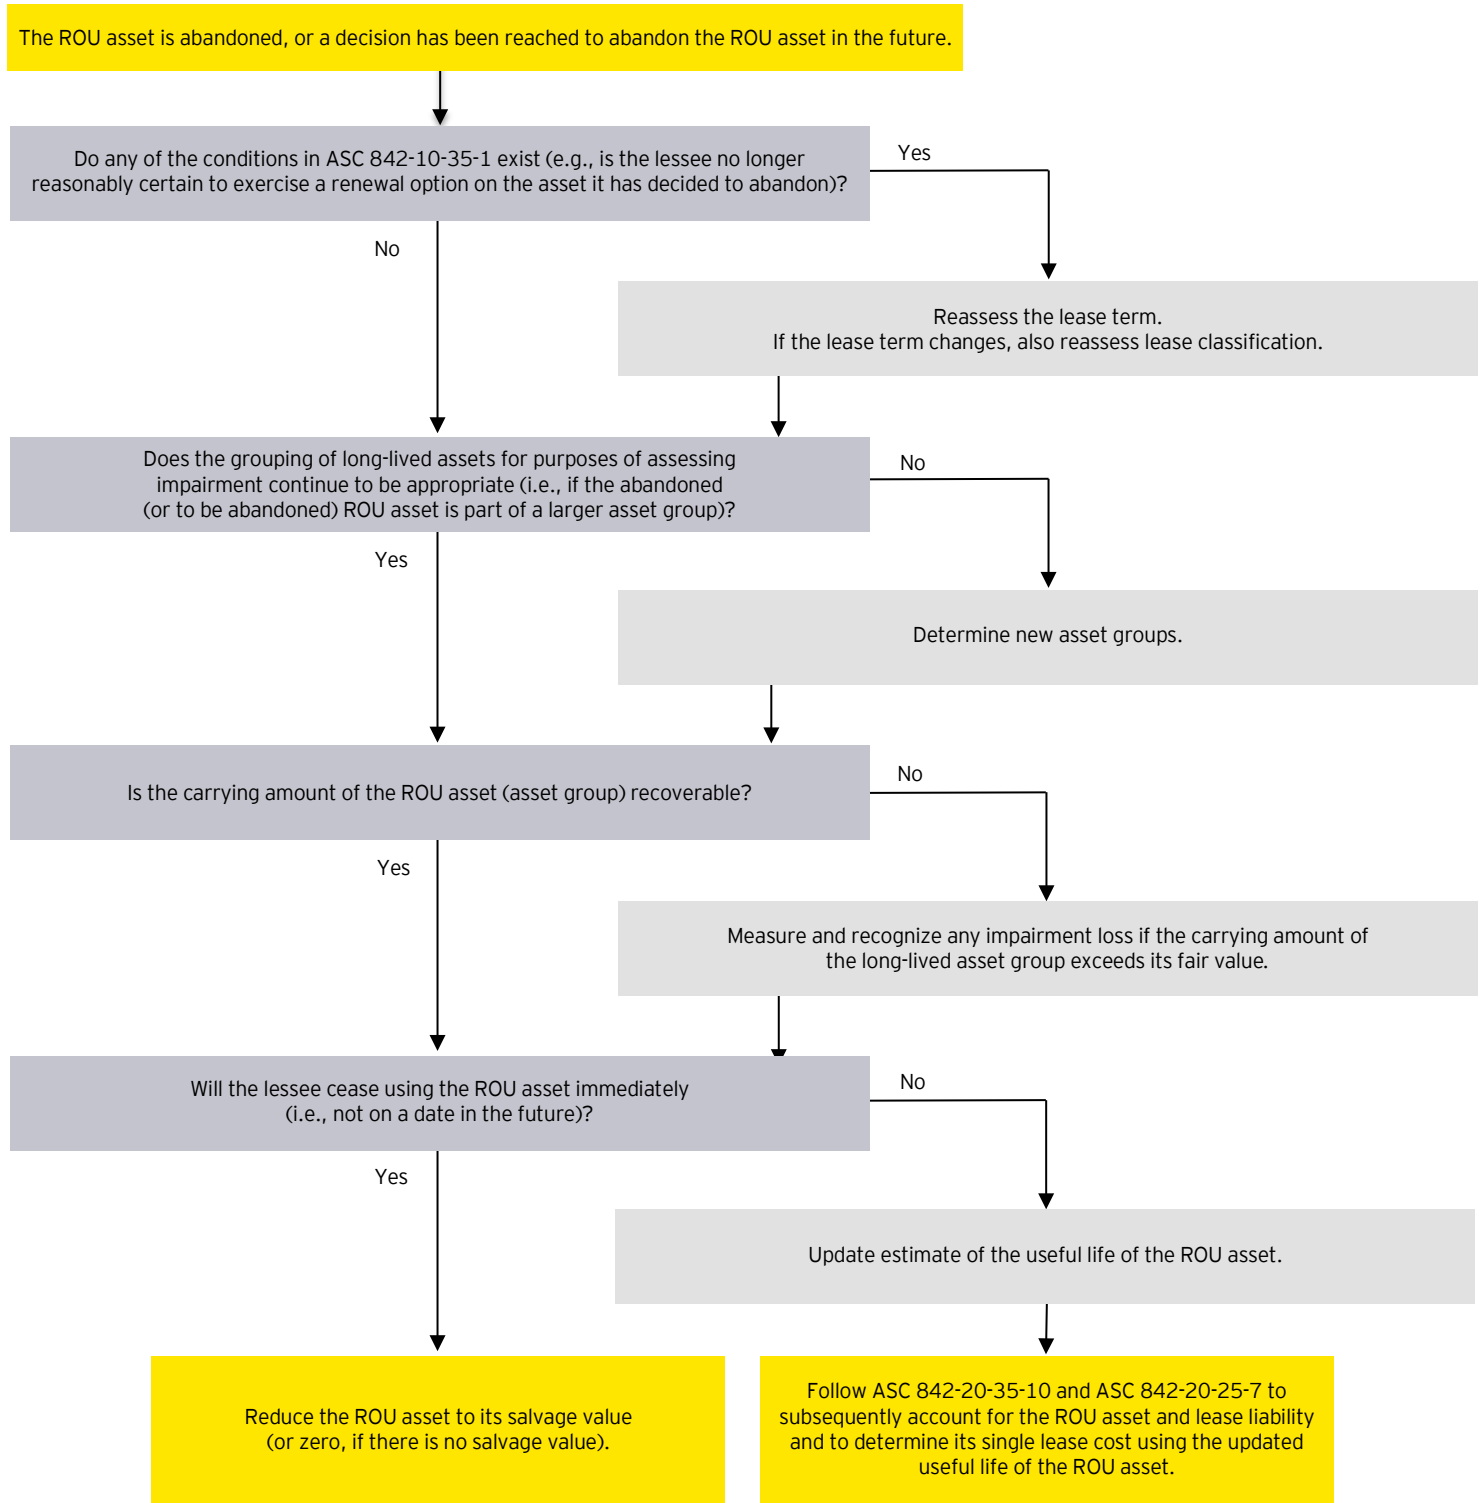 The ROU asset is abandoned, or a decision has been reached to abandon the ROU asset in the future.
Do any of the conditions in ASC 842-10-35-1 exist (e.g., is the lessee no longer
reasonably certain to exercise a renewal option on the asset it has decided to abandon)?
Yes
No
Reassess the lease term.
If the lease term changes, also reassess lease classification.
Does the grouping of long-lived assets for purposes of assessing
impairment continue to be appropriate (i.e., if the abandoned
(or to be abandoned) ROU asset is part of a larger asset group)?
No
Yes
Determine new asset groups.
Is the carrying amount of the ROU asset (asset group) recoverable?
No
Yes
Measure and recognize any impairment loss if the carrying amount of
the long-lived asset group exceeds its fair value.
Will the lessee cease using the ROU asset immediately
(i.e., not on a date in the future)?
No
Yes
Update estimate of the useful life of the ROU asset.
Reduce the ROU asset to its salvage value
(or zero, if there is no salvage value).
Follow ASC 842-20-35-10 and ASC 842-20-25-7 to
subsequently account for the ROU asset and lease liability
and to determine its single lease cost using the updated
useful life of the ROU asset.